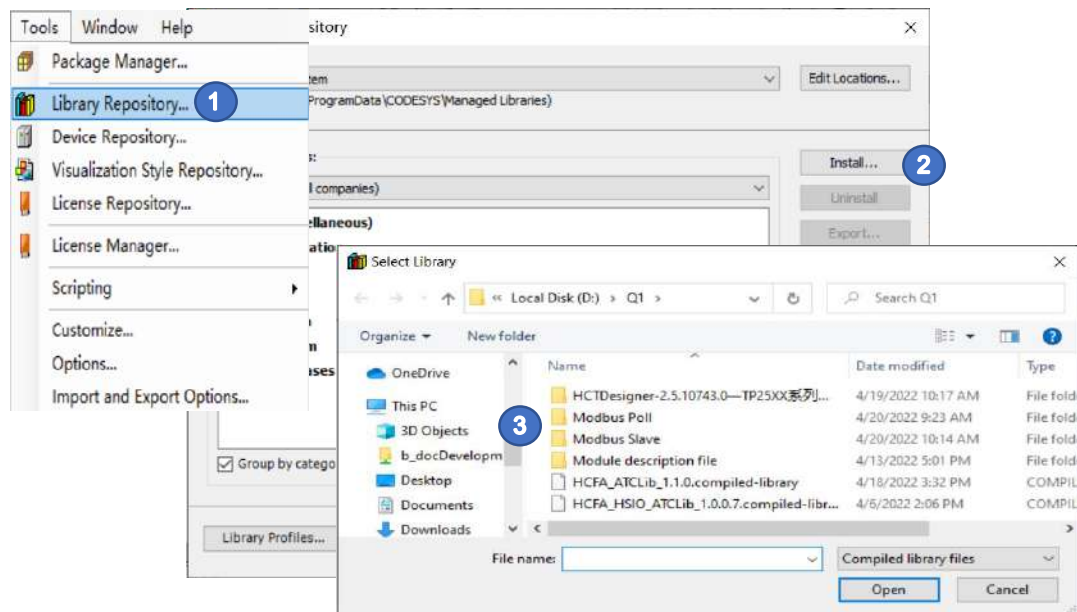 Tools Window Help
Package Manager...
Library Repository... 1
Device Repository...
Visualization Style Repository...
License Repository...
License Manager...
Scripting
Customize...
Options...
Import and Export Options...
sitory
tem
Edit Locations...
ProgramData\CODESYS\Managed Libraries)
s:
Install... 2
l companies)
Uninstall
ellaneous)
Export...
ation
n
m
ases
Group by catego
Library Profiles...
Select Library
« Local Disk (D:) › Q1 ›
Search Q1
Organize New folder
Name Date modified Type
OneDrive
This PC
3D Objects
b_docDevelopm
Desktop
Documents
Downloads
3
HCTDesigner-2.5.10743.0—TP25XX系列... 4/19/2022 10:17 AM File fold
Modbus Poll 4/20/2022 9:23 AM File fold
Modbus Slave 4/20/2022 10:14 AM File fold
Module description file 4/13/2022 5:01 PM File fold
HCFA_ATCLib_1.1.0.compiled-library 4/18/2022 3:32 PM COMPIL
HCFA_HSIO_ATCLib_1.0.0.7.compiled-libr... 4/6/2022 2:06 PM COMPIL
File name:
Compiled library files
Open Cancel